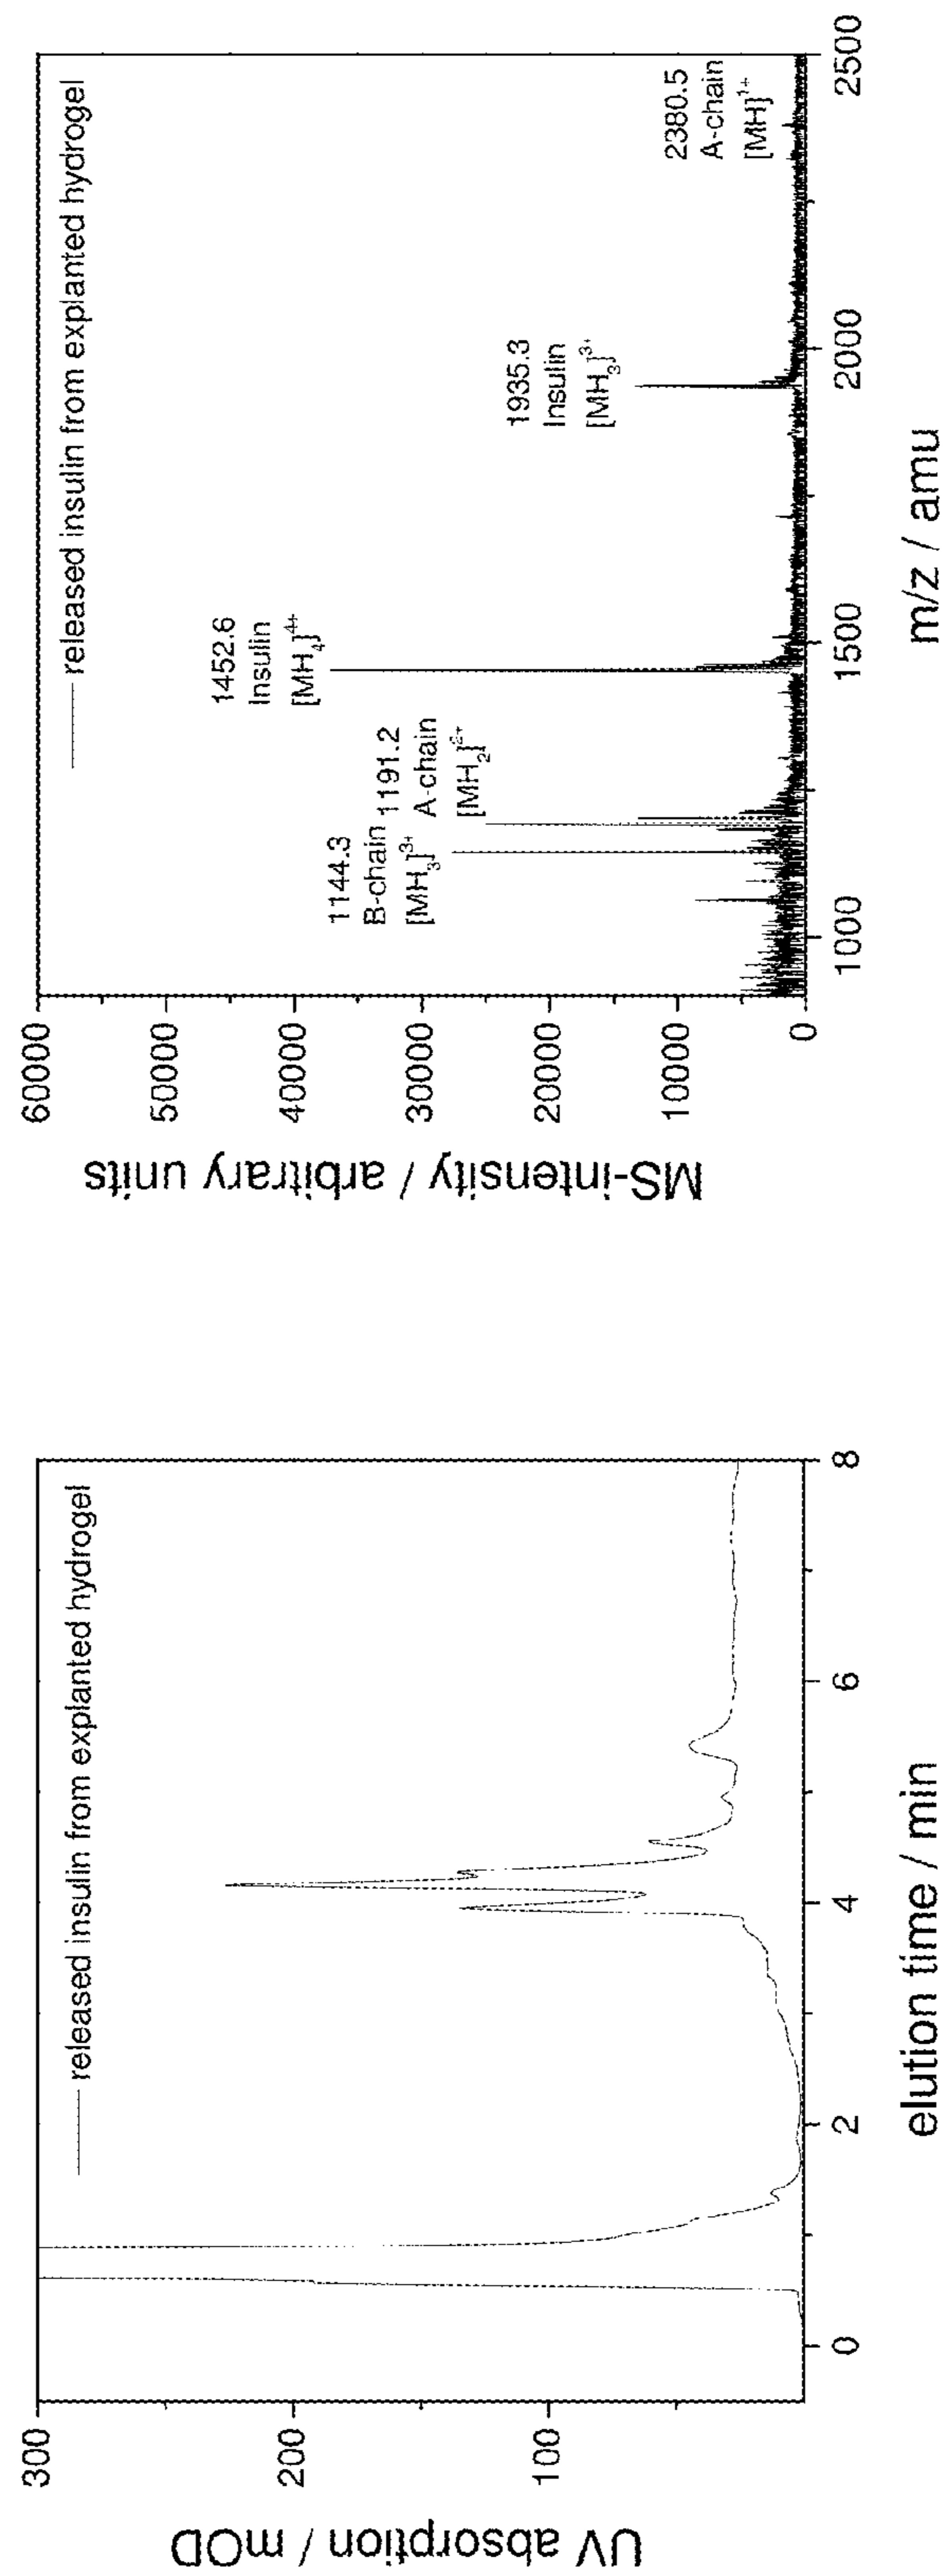 300
200
100
UV absorption / mOD
released insulin from explanted hydrogel
0
2
4
6
8
elution time / min
60000
50000
40000
30000
20000
10000
0
MS-intensity / arbitrary units
released insulin from explanted hydrogel
1144.3
B-chain
[MH₃]³⁺
1191.2
A-chain
[MH₂]²⁺
1452.6
Insulin
[MH₄]⁴⁺
1935.3
Insulin
[MH₃]³⁺
2380.5
A-chain
[MH]¹⁺
1000
1500
2000
2500
m/z / amu